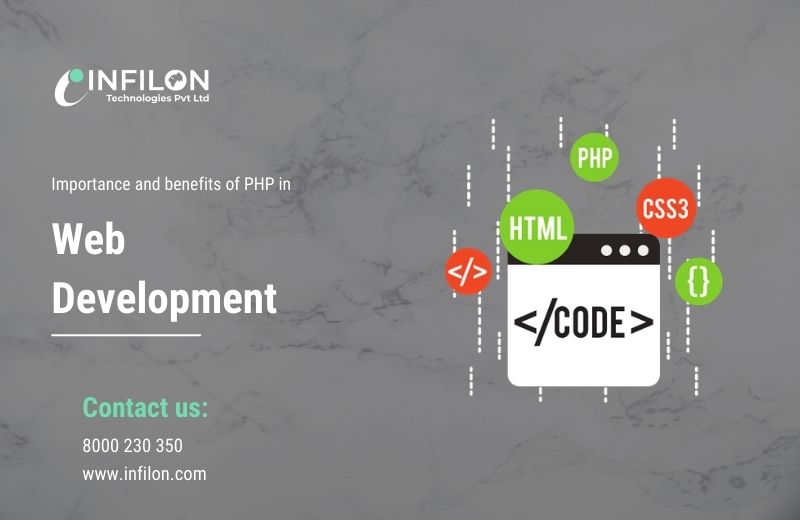 INFILON
Technologies Pvt Ltd
Importance and benefits of PHP in
Web
Development
Contact us:
8000 230 350
www.infilon.com
PHP
CSS3
HTML
</>
{}
</CODE>